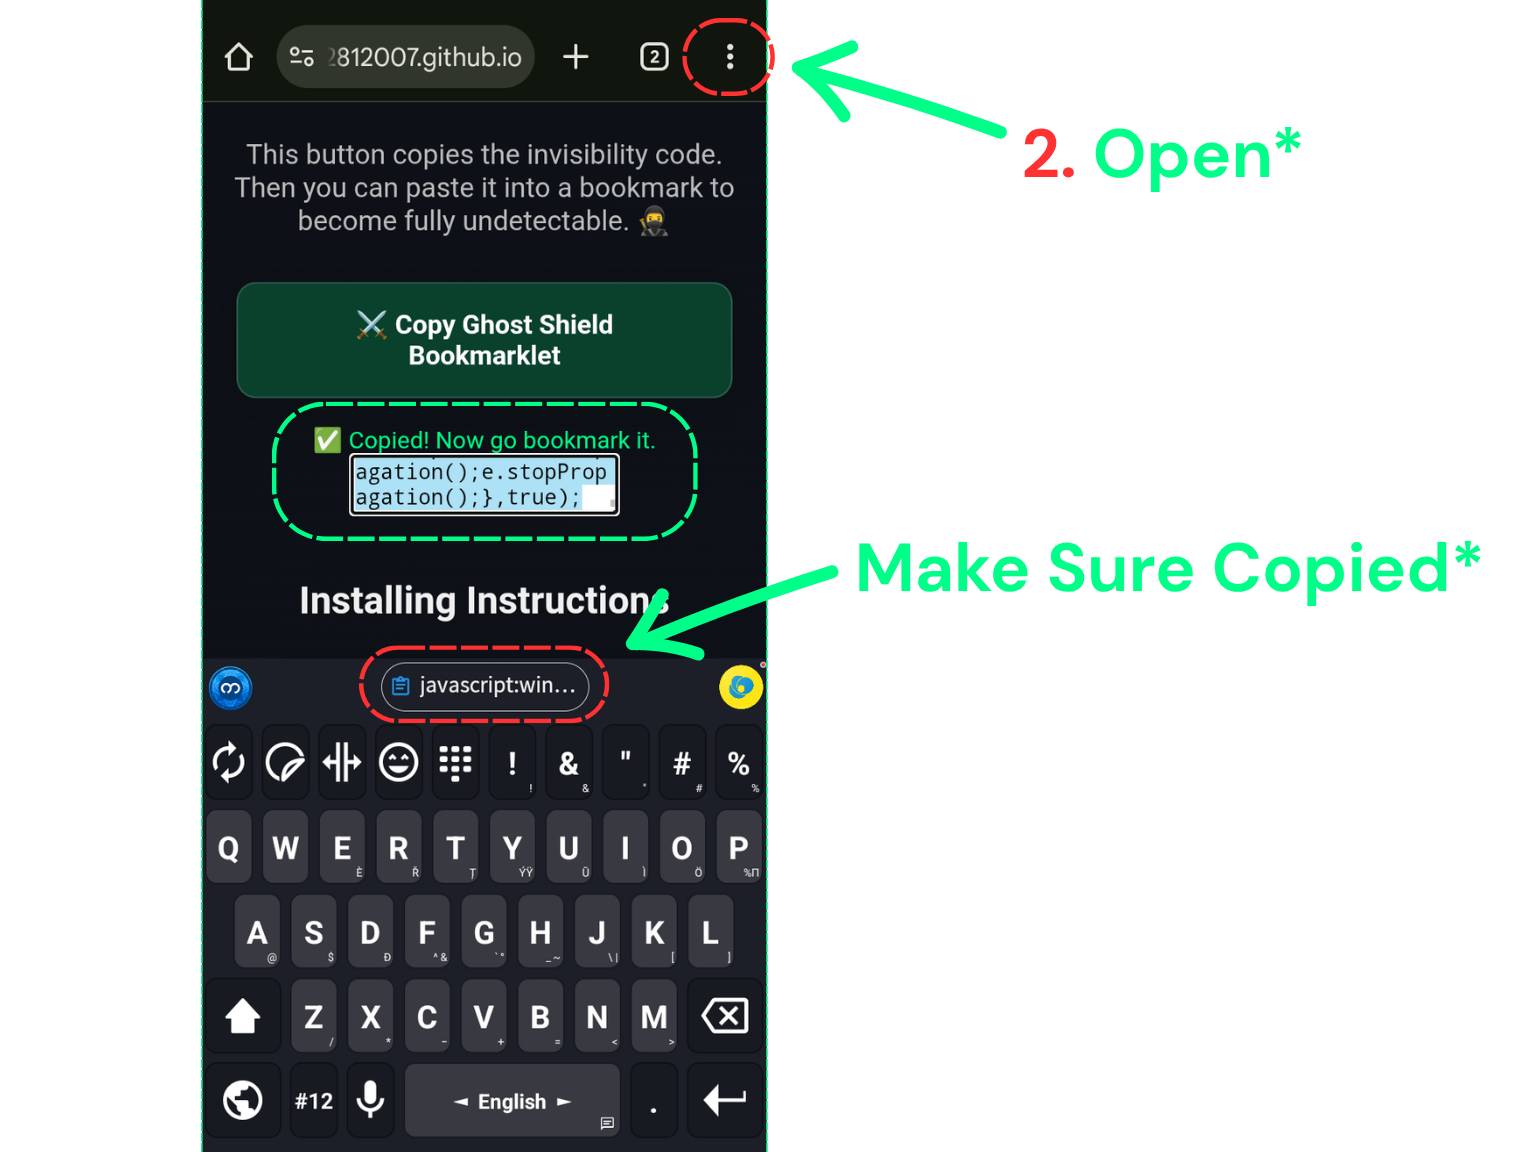 2812007.github.io
2
2. Open*
This button copies the invisibility code.
Then you can paste it into a bookmark to
become fully undetectable.
Copy Ghost Shield
Bookmarklet
Copied! Now go bookmark it.
agation();e.stopProp
agation();},true);
Make Sure Copied*
Installing Instructions
javascript:win...
! & " # %
! & " # %
Q W E R T Y U I O P
È Ř Ț ÝŸ Ü Ì Ö %П
A S D F G H J K L
@ $ Đ ^& `° _~ \| [ ]
Z X C V B N M
/ * - + = < >
#12 ◄ English ► .